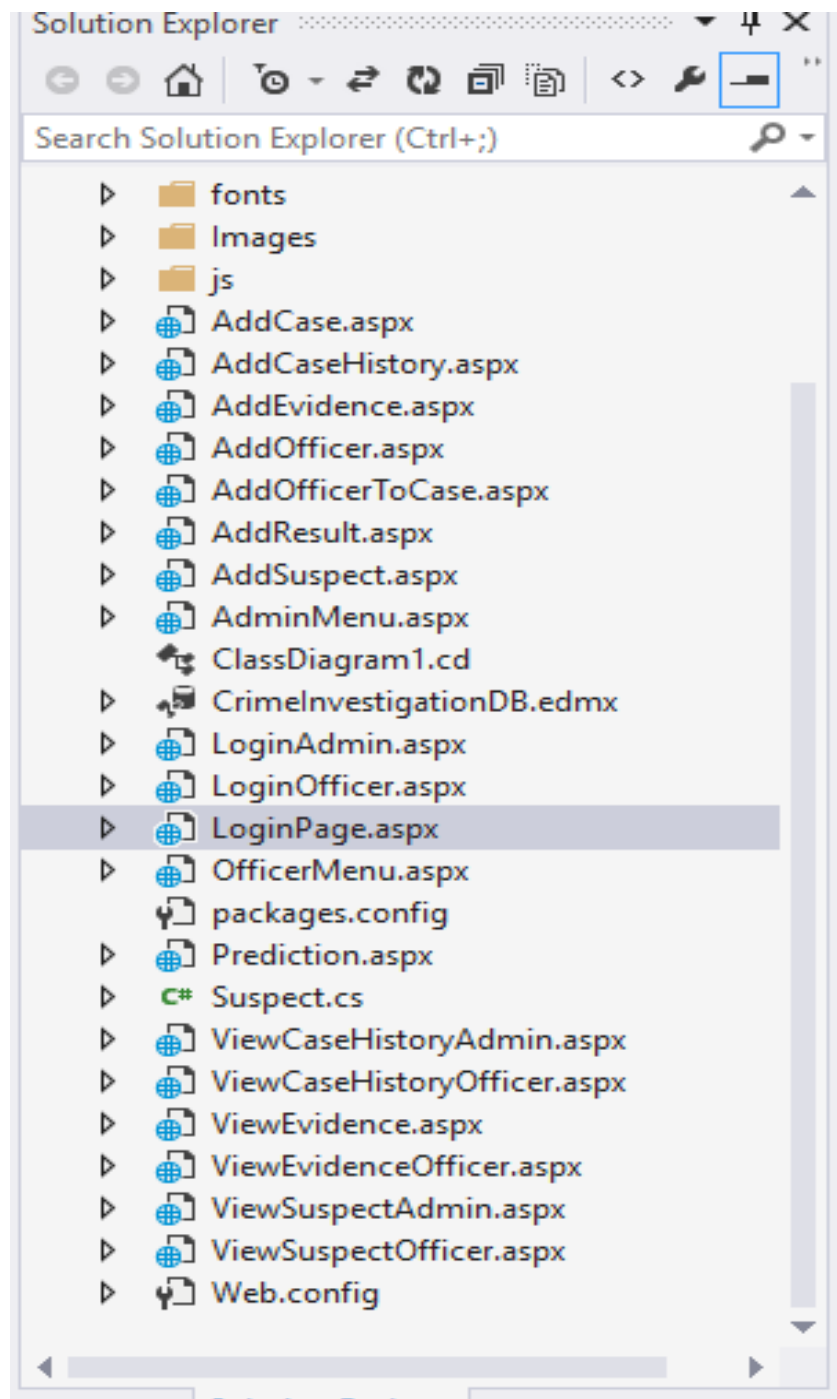 Solution Explorer
Search Solution Explorer (Ctrl+;)
fonts
Images
js
AddCase.aspx
AddCaseHistory.aspx
AddEvidence.aspx
AddOfficer.aspx
AddOfficerToCase.aspx
AddResult.aspx
AddSuspect.aspx
AdminMenu.aspx
ClassDiagram1.cd
CrimeInvestigationDB.edmx
LoginAdmin.aspx
LoginOfficer.aspx
LoginPage.aspx
OfficerMenu.aspx
packages.config
Prediction.aspx
C# Suspect.cs
ViewCaseHistoryAdmin.aspx
ViewCaseHistoryOfficer.aspx
ViewEvidence.aspx
ViewEvidenceOfficer.aspx
ViewSuspectAdmin.aspx
ViewSuspectOfficer.aspx
Web.config